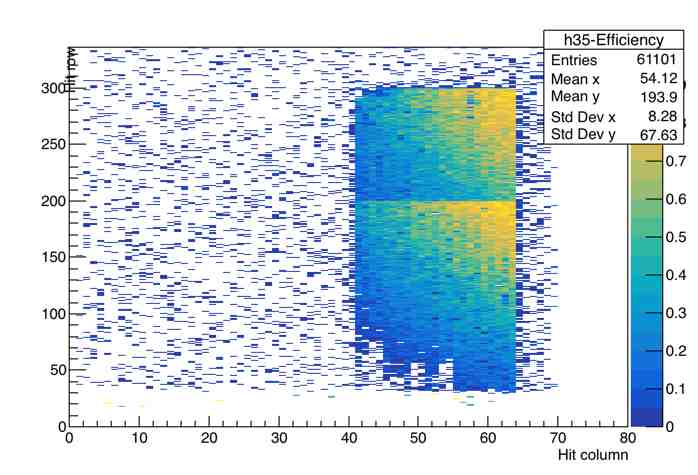 h35-Efficiency
Entries 61101
Mean x 54.12
Mean y 193.9
Std Dev x 8.28
Std Dev y 67.63
300
250
200
150
100
50
0
0 10 20 30 40 50 60 70 80
Hit column
0.7
0.6
0.5
0.4
0.3
0.2
0.1
0